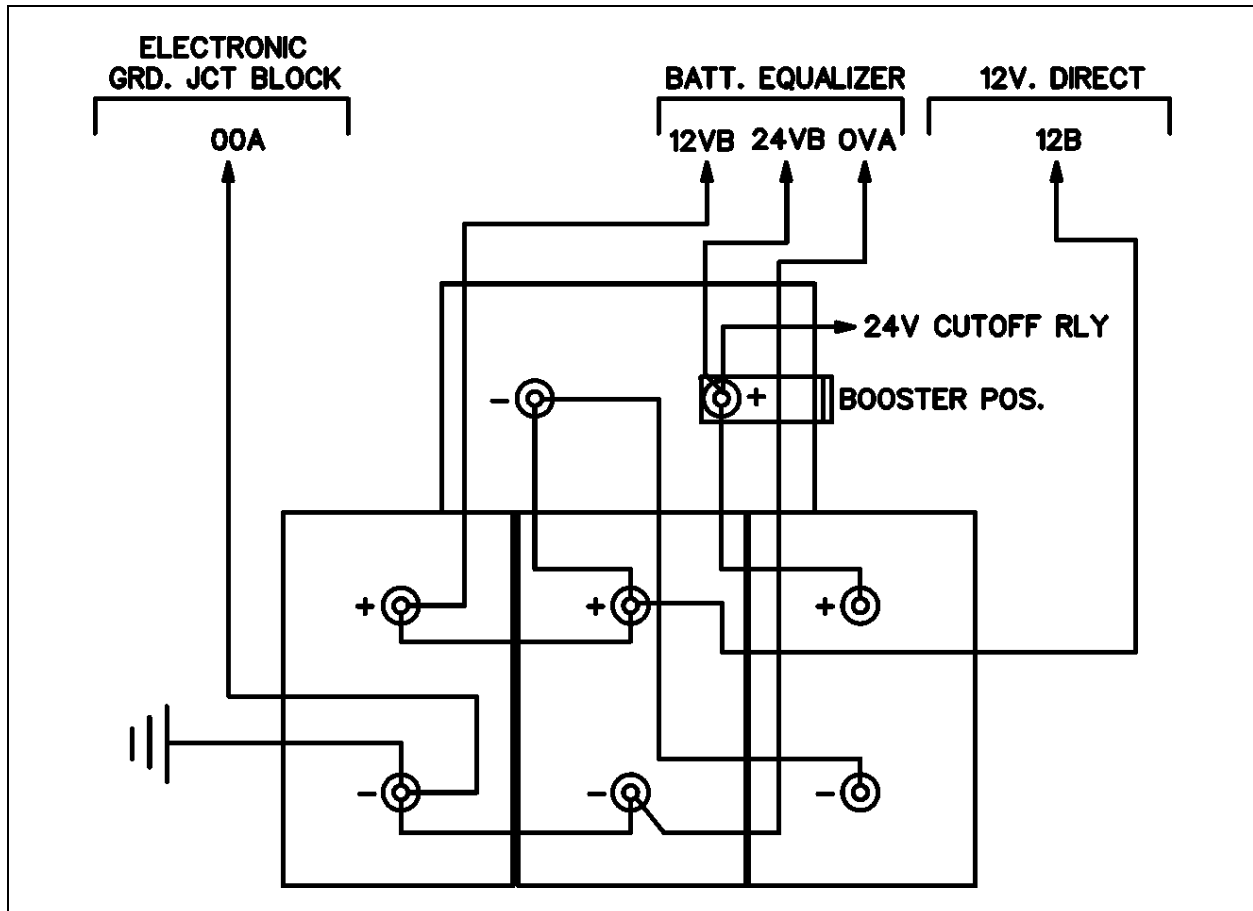 ELECTRONIC
GRD. JCT BLOCK
00A
BATT. EQUALIZER
12VB 24VB 0VA
12V. DIRECT
12B
24V CUTOFF RLY
- + BOOSTER POS.
+ + +
- - -